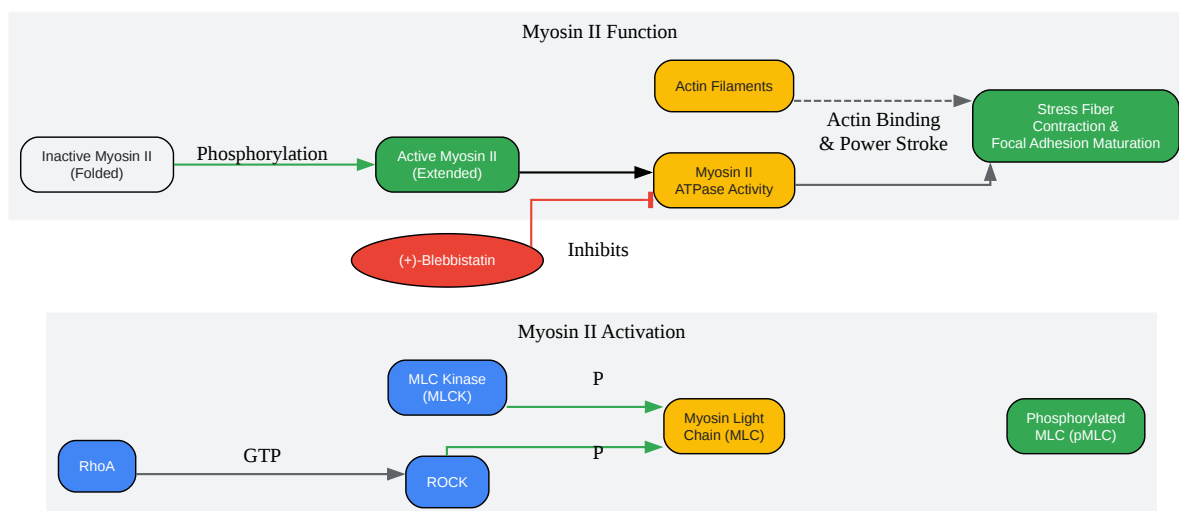 Myosin II Function
Actin Filaments
Actin Binding
& Power Stroke
Stress Fiber
Contraction &
Focal Adhesion Maturation
Inactive Myosin II
(Folded)
Phosphorylation
Active Myosin II
(Extended)
Myosin II
ATPase Activity
(+)-Blebbistatin
Inhibits
Myosin II Activation
MLC Kinase
(MLCK)
P
Myosin Light
Chain (MLC)
Phosphorylated
MLC (pMLC)
RhoA
GTP
ROCK
P